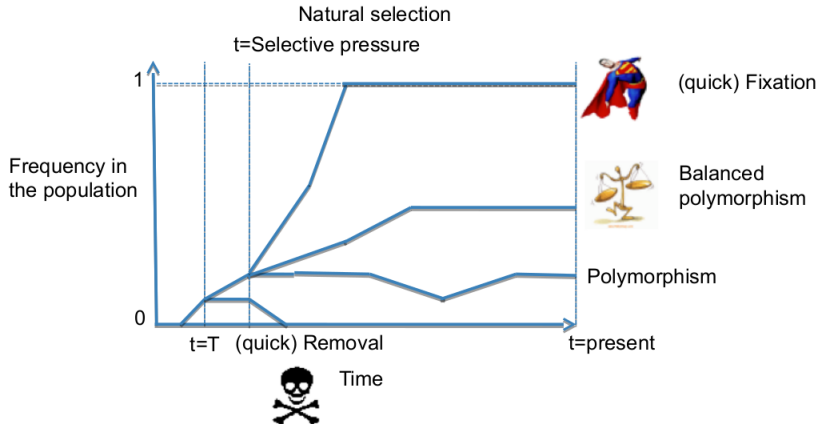 Natural selection
t=Selective pressure
1
(quick) Fixation
Frequency in
the population
Balanced
polymorphism
Polymorphism
0
t=T
(quick) Removal
t=present
Time